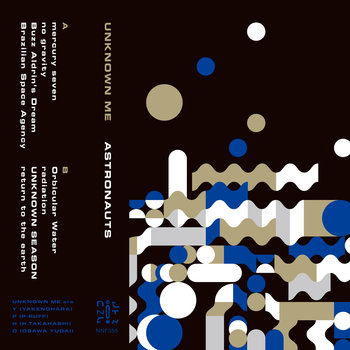 UNKNOWN ME ASTRONAUTS
A
mercury seven
no gravity
Buzz Aldrin's Dream
Brazilian Space Agency
B
Orbicular Water
radiation
UNKNOWN SEASON
return to the earth
UNKNOWN ME are
Y (YAKENOHARA)
P (P-RUFF)
H (H.TAKAHASHI)
O (OSAWA YUDAI)
NNF355